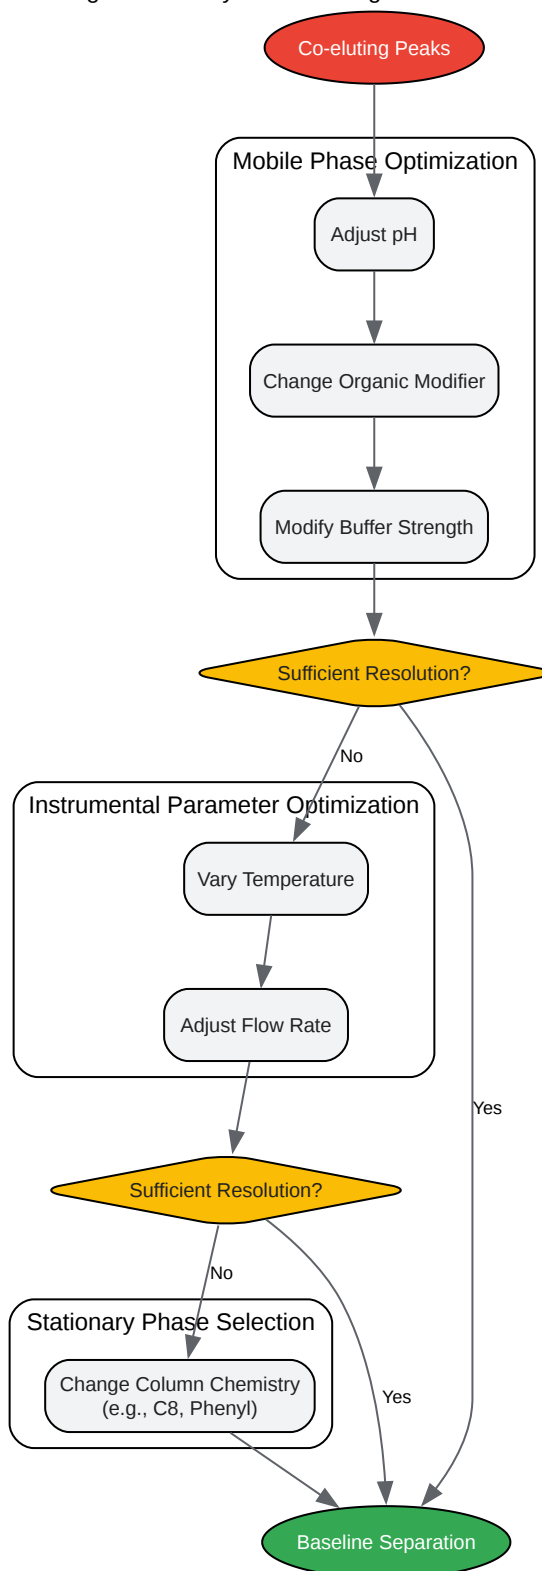 Co-eluting Peaks
Mobile Phase Optimization
Adjust pH
Change Organic Modifier
Modify Buffer Strength
Sufficient Resolution?
No
Instrumental Parameter Optimization
Vary Temperature
Adjust Flow Rate
Yes
Sufficient Resolution?
No
Stationary Phase Selection
Change Column Chemistry
(e.g., C8, Phenyl)
Yes
Baseline Separation